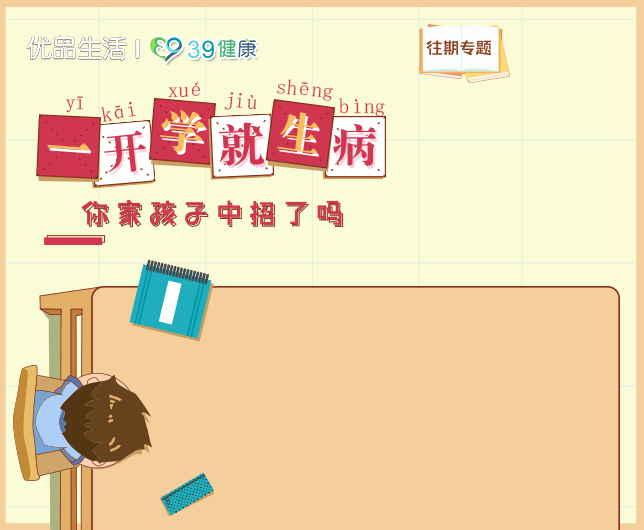 优品生活 | 39健康
往期专题
yī kāi xué jiù shēng bìng
一开学就生病
你家孩子中招了吗